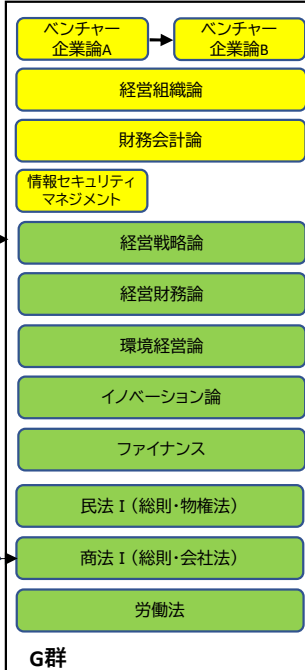 ベンチャー
企業論A
ベンチャー
企業論B
経営組織論
財務会計論
情報セキュリティ
マネジメント
経営戦略論
経営財務論
環境経営論
イノベーション論
ファイナンス
民法Ⅰ(総則・物権法)
商法Ⅰ(総則・会社法)
労働法
G群